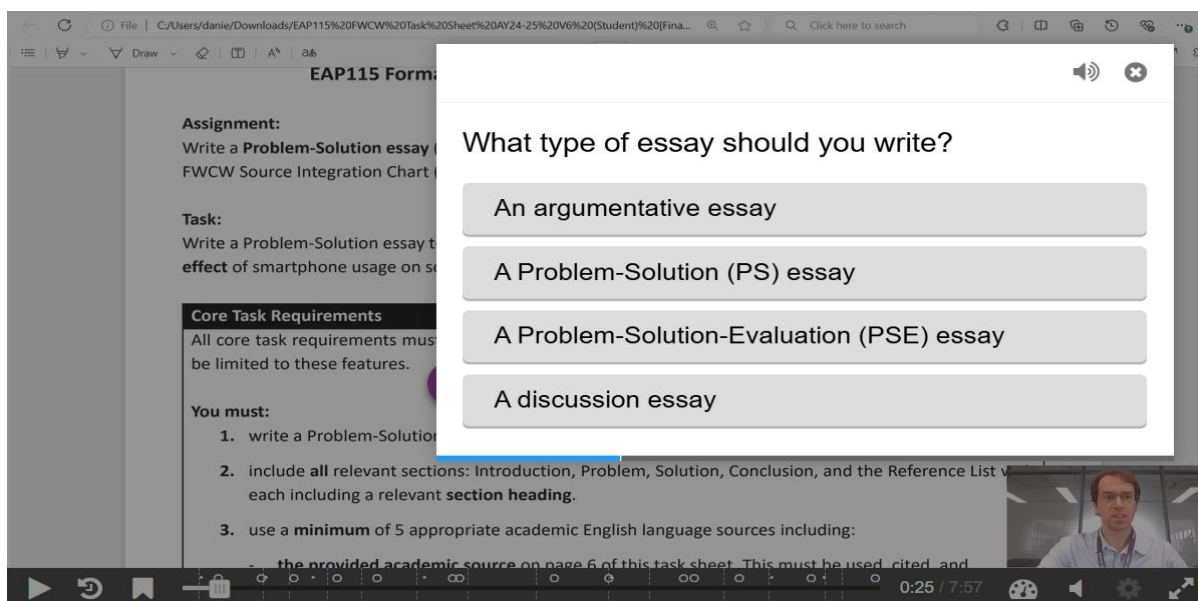 File | C:/Users/danie/Downloads/EAP115%20FWCW%20Task%20Sheet%20AY24-25%20V6%20(Student)%20[Fina...
Click here to search
Draw
EAP115 Forma
Assignment:
Write a Problem-Solution essay (
FWCW Source Integration Chart (
Task:
Write a Problem-Solution essay t
effect of smartphone usage on s
Core Task Requirements
All core task requirements mus
be limited to these features.
You must:
1. write a Problem-Solution
2. include all relevant sections: Introduction, Problem, Solution, Conclusion, and the Reference List
each including a relevant section heading.
3. use a minimum of 5 appropriate academic English language sources including:
- the provided academic source on page 6 of this task sheet. This must be used, cited, and
What type of essay should you write?
An argumentative essay
A Problem-Solution (PS) essay
A Problem-Solution-Evaluation (PSE) essay
A discussion essay
0:25 / 7:57